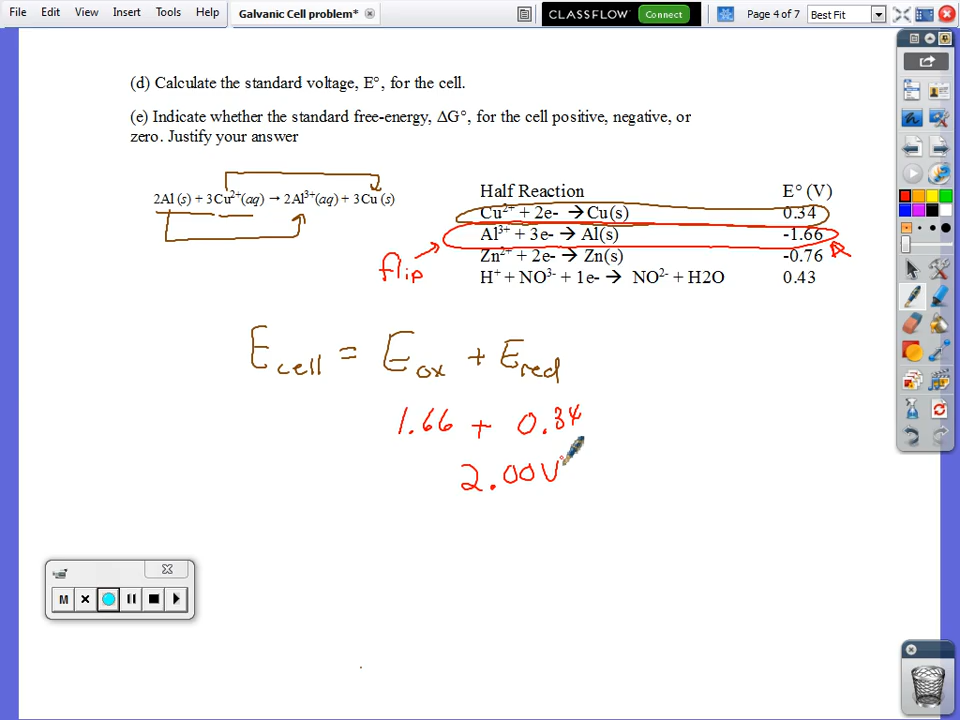 File Edit View Insert Tools Help Galvanic Cell problem* CLASSFLOW Connect Page 4 of 7 Best Fit
(d) Calculate the standard voltage, E°, for the cell.
(e) Indicate whether the standard free-energy, ΔG°, for the cell positive, negative, or
zero. Justify your answer
2Al (s) + 3Cu²⁺(aq) → 2Al³⁺(aq) + 3Cu (s)
Half Reaction E° (V)
Cu²⁺ + 2e- → Cu(s) 0.34
Al³⁺ + 3e- → Al(s) -1.66
Zn²⁺ + 2e- → Zn(s) -0.76
flip
H⁺ + NO³⁻ + 1e- → NO²⁻ + H2O 0.43
E cell = E ox + E red
1.66 + 0.34
2.00V
M